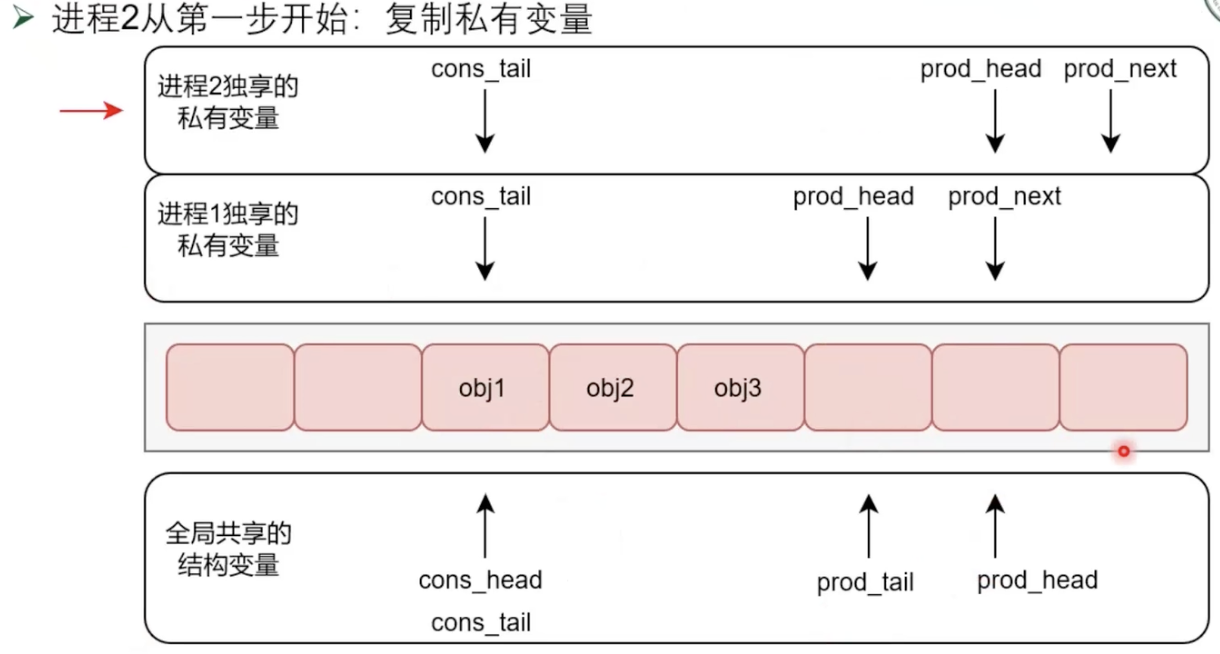 进程2从第一步开始：复制私有变量
进程2独享的
私有变量
cons_tail
prod_head
prod_next
进程1独享的
私有变量
cons_tail
prod_head
prod_next
obj1
obj2
obj3
全局共享的
结构变量
cons_head
cons_tail
prod_tail
prod_head